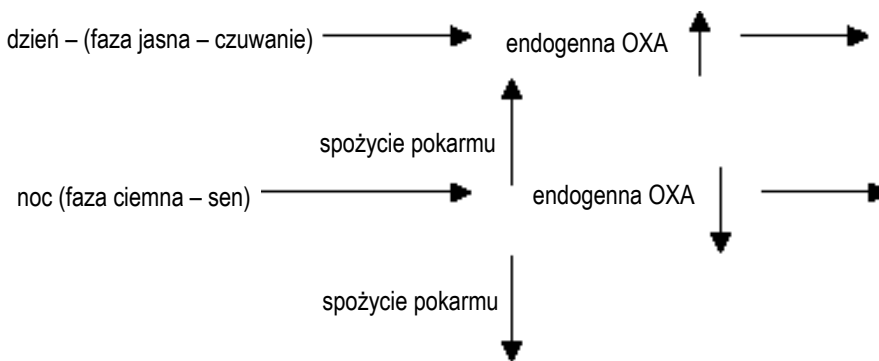 dzień – (faza jasna – czuwanie) endogenna OXA
spożycie pokarmu
noc (faza ciemna – sen) endogenna OXA
spożycie pokarmu